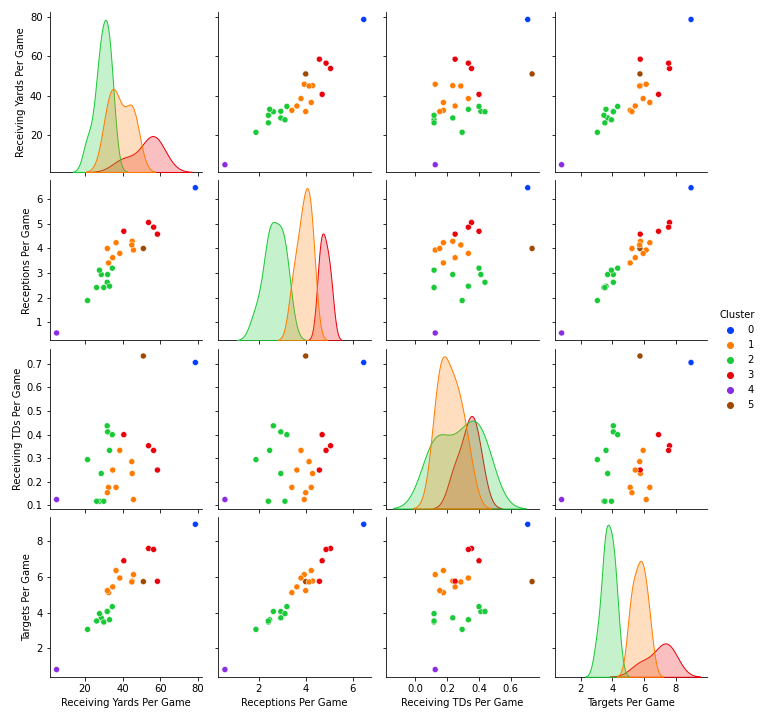 80
60
40
20
Receiving Yards Per Game
6
5
4
3
2
1
Receptions Per Game
Cluster
0
1
2
3
4
5
0.7
0.6
0.5
0.4
0.3
0.2
0.1
Receiving TDs Per Game
8
6
4
2
Targets Per Game
20 40 60 80
2 4 6
0.0 0.2 0.4 0.6
2 4 6 8
Receiving Yards Per Game
Receptions Per Game
Receiving TDs Per Game
Targets Per Game